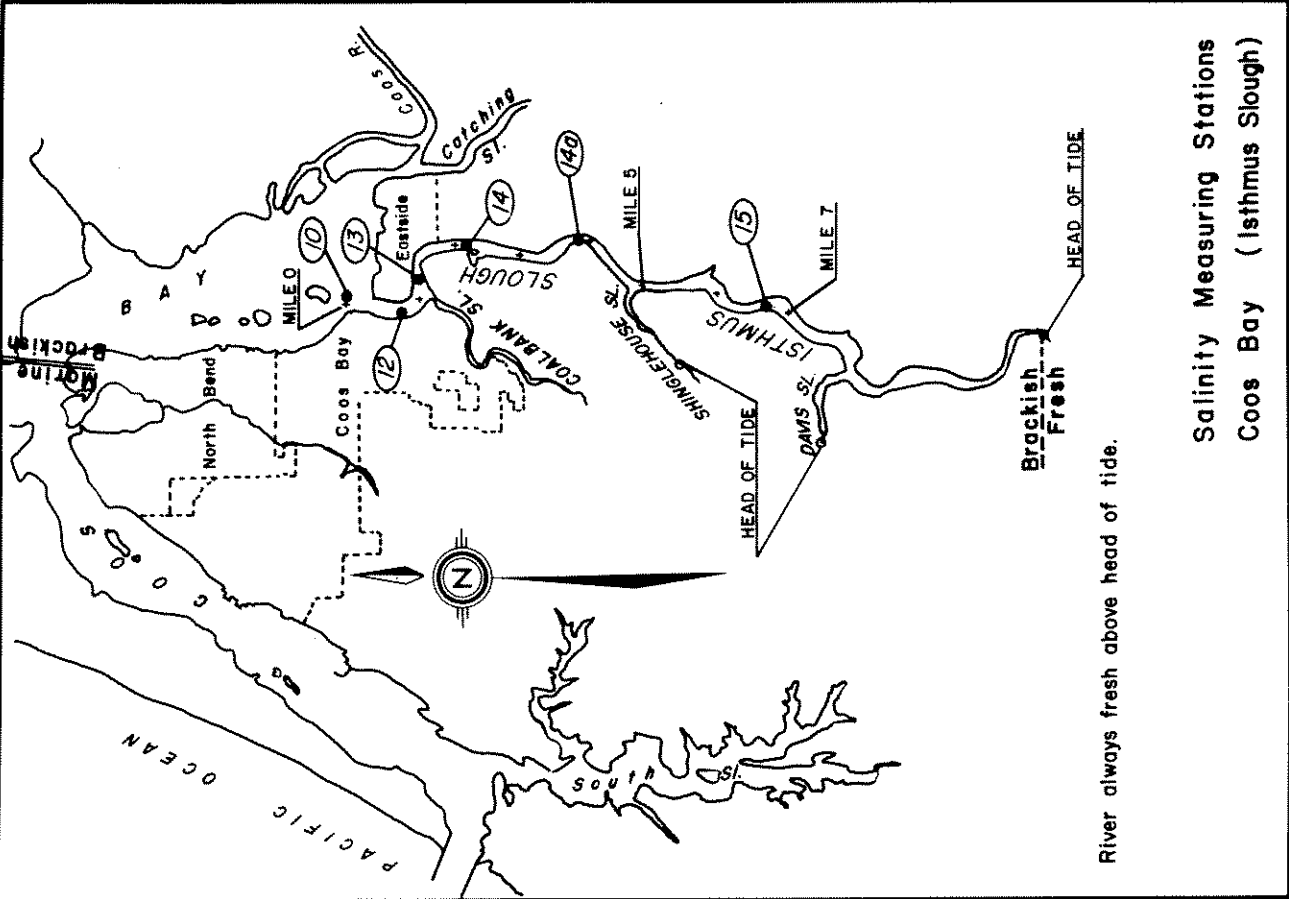 Marine
Brackish
BAY
Coos R.
Catching
Sl.
North Bend
MILE 0
10
13
Eastside
14
14a
Coos Bay
12
COALBANK SL.
SLOUGH
MILE 5
COOS
SHINGLEHOUSE SL.
ISTHMUS
15
MILE 7
HEAD OF TIDE
DAVIS SL.
HEAD OF TIDE
Brackish
Fresh
N
PACIFIC OCEAN
South
Sl.
River always fresh above head of tide.
Salinity Measuring Stations
Coos Bay (Isthmus Slough)